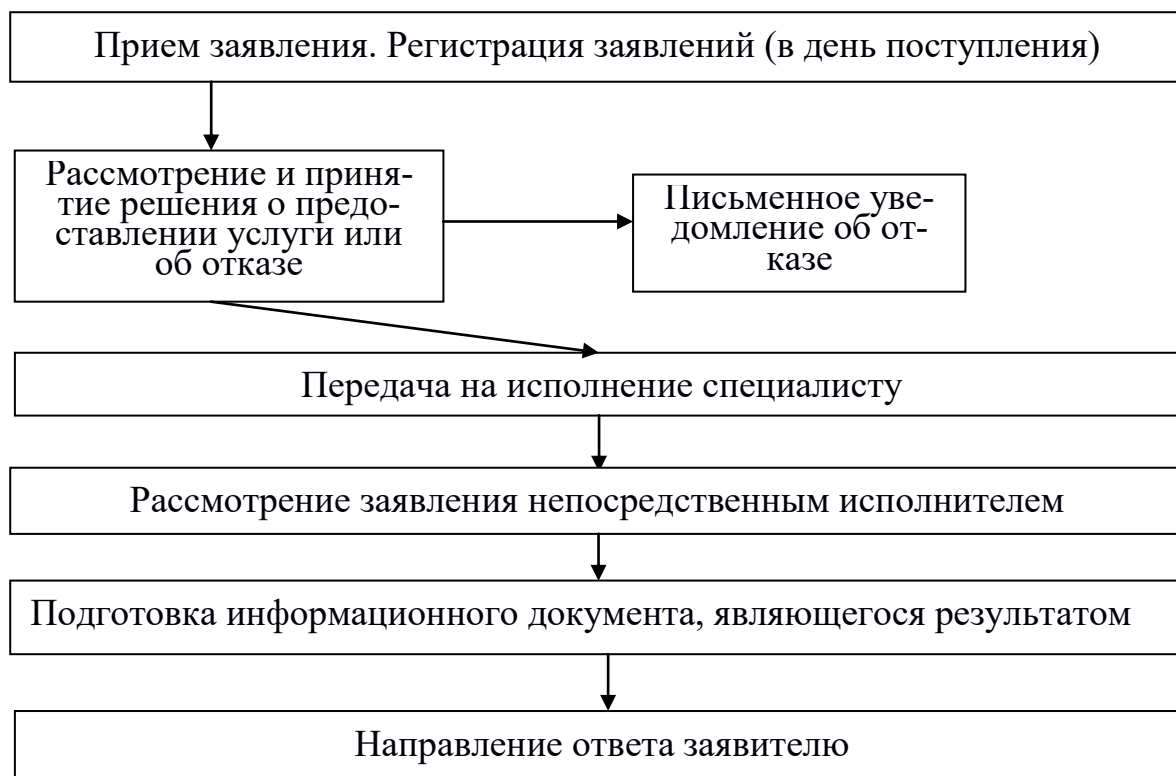 Прием заявления. Регистрация заявлений (в день поступления)
Рассмотрение и приня-
тие решения о предо-
ставлении услуги или
об отказе
Письменное уве-
домление об от-
казе
Передача на исполнение специалисту
Рассмотрение заявления непосредственным исполнителем
Подготовка информационного документа, являющегося результатом
Направление ответа заявителю